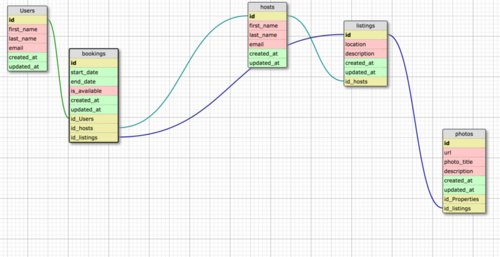 Users
id
first_name
last_name
email
created_at
updated_at
bookings
id
start_date
end_date
is_available
created_at
updated_at
id_Users
id_hosts
id_listings
hosts
id
first_name
last_name
email
created_at
updated_at
listings
id
location
description
created_at
updated_at
id_hosts
photos
id
url
photo_title
description
created_at
updated_at
id_Properties
id_listings